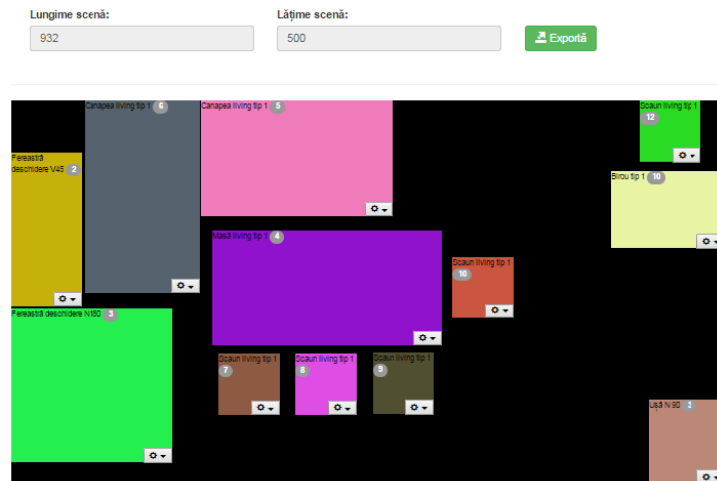 Lungime scenă:
Lățime scenă:
932
500
Exportă
Canapea living tip 1 6
Canapea living tip 1 5
Scaun living tip 1
12
Fereastră
deschidere V45 2
Birou tip 1 10
Masă living tip 1 4
Scaun living tip 1
10
Fereastră deschidere N180 3
Scaun living tip 1
7
Scaun living tip 1
8
Scaun living tip 1
9
Ușă N 90 3